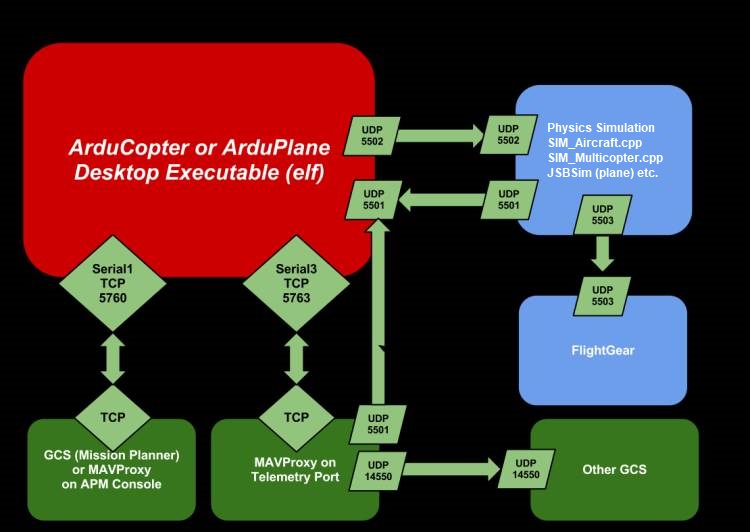 ArduCopter or ArduPlane
Desktop Executable (elf)
UDP
5502
UDP
5502
Physics Simulation
SIM_Aircraft.cpp
SIM_Multicopter.cpp
JSBSim (plane) etc.
UDP
5501
UDP
5501
UDP
5503
Serial1
TCP
5760
Serial3
TCP
5763
UDP
5503
FlightGear
TCP
GCS (Mission Planner)
or MAVProxy
on APM Console
TCP
MAVProxy on
Telemetry Port
UDP
5501
UDP
14550
UDP
14550
Other GCS